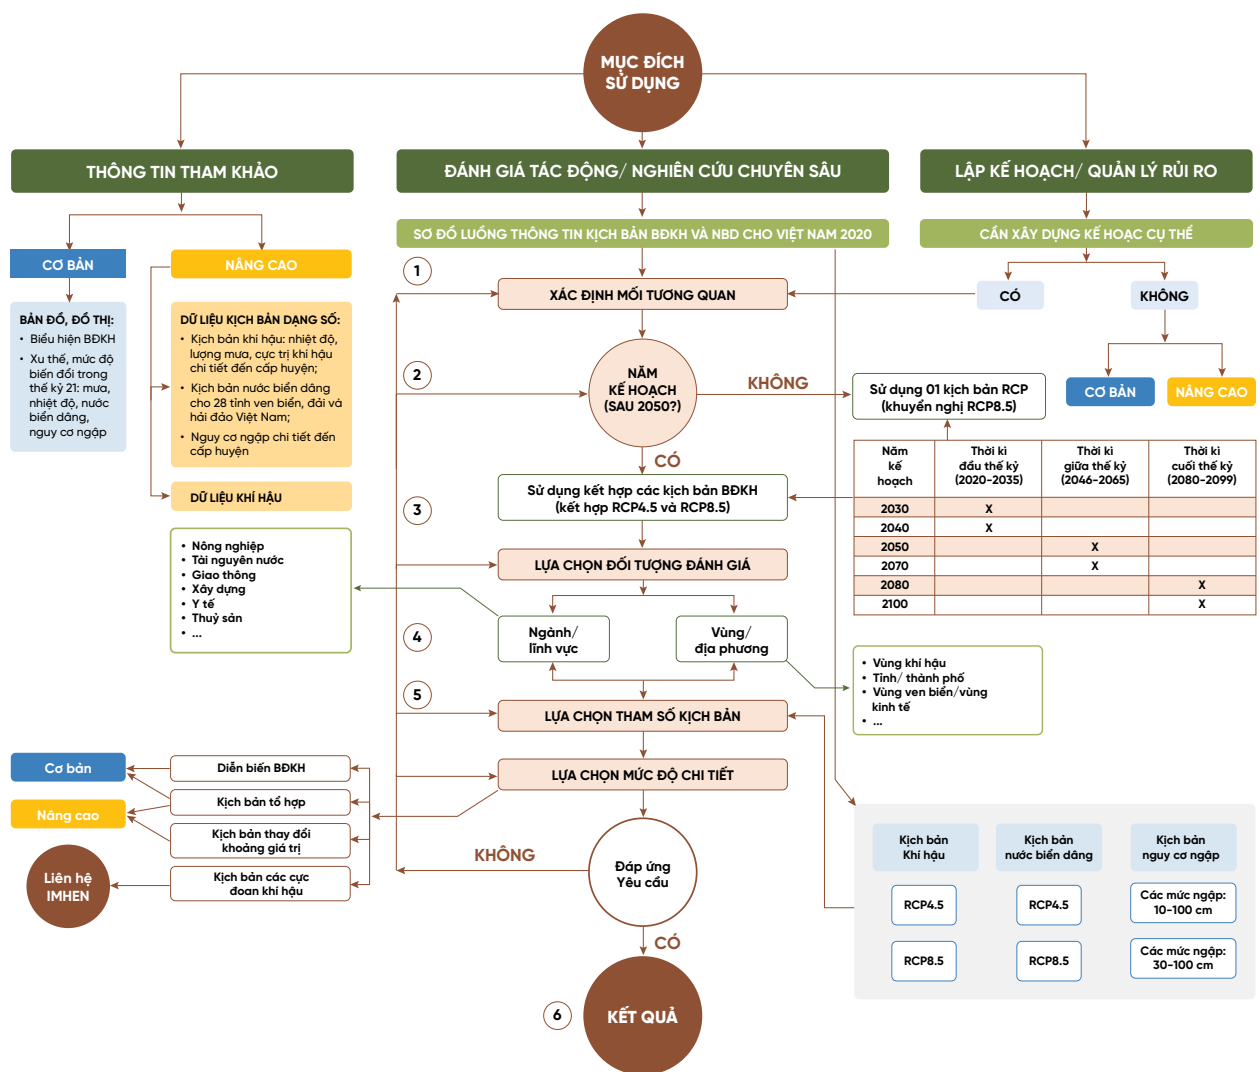 MỤC ĐÍCH
SỬ DỤNG
THÔNG TIN THAM KHẢO
ĐÁNH GIÁ TÁC ĐỘNG/ NGHIÊN CỨU CHUYÊN SÂU
LẬP KẾ HOẠCH/ QUẢN LÝ RỦI RO
SƠ ĐỒ LUỒNG THÔNG TIN KỊCH BẢN BĐKH VÀ NBD CHO VIỆT NAM 2020
CẦN XÂY DỰNG KẾ HOẠC CỤ THỂ
CƠ BẢN
NÂNG CAO
BẢN ĐỒ, ĐỒ THỊ:
• Biểu hiện BĐKH
• Xu thế, mức độ
biến đổi trong
thế kỷ 21: mưa,
nhiệt độ, nước
biển dâng,
nguy cơ ngập
DỮ LIỆU KỊCH BẢN DẠNG SỐ:
• Kịch bản khí hậu: nhiệt độ,
lượng mưa, cực trị khí hậu
chi tiết đến cấp huyện;
• Kịch bản nước biển dâng
cho 28 tỉnh ven biển, đải và
hải đảo Việt Nam;
• Nguy cơ ngập chi tiết đến
cấp huyện
DỮ LIỆU KHÍ HẬU
1
XÁC ĐỊNH MỐI TƯƠNG QUAN
CÓ
KHÔNG
CƠ BẢN
NÂNG CAO
2
NĂM
KẾ HOẠCH
(SAU 2050?)
KHÔNG
CÓ
Sử dụng 01 kịch bản RCP
(khuyến nghị RCP8.5)
Năm
kế
hoạch
Thời kì
đầu thế kỷ
(2020-2035)
Thời kì
giữa thế kỷ
(2046-2065)
Thời kì
cuối thế kỷ
(2080-2099)
2030 X
2040 X
2050 X
2070 X
2080 X
2100 X
3
Sử dụng kết hợp các kịch bản BĐKH
(kết hợp RCP4.5 và RCP8.5)
LỰA CHỌN ĐỐI TƯỢNG ĐÁNH GIÁ
• Nông nghiệp
• Tài nguyên nước
• Giao thông
• Xây dựng
• Y tế
• Thuỷ sản
• ...
4
Ngành/
lĩnh vực
Vùng/
địa phương
• Vùng khí hậu
• Tỉnh/ thành phố
• Vùng ven biển/vùng
kinh tế
• ...
5
LỰA CHỌN THAM SỐ KỊCH BẢN
LỰA CHỌN MỨC ĐỘ CHI TIẾT
Cơ bản
Nâng cao
Liên hệ
IMHEN
Diễn biến BĐKH
Kịch bản tổ hợp
Kịch bản thay đổi
khoảng giá trị
Kịch bản các cực
đoan khí hậu
KHÔNG
Đáp ứng
Yêu cầu
CÓ
6
KẾT QUẢ
Kịch bản
Khí hậu
Kịch bản
nước biển dâng
Kịch bản
nguy cơ ngập
RCP4.5
RCP4.5
Các mức ngập:
10-100 cm
RCP8.5
RCP8.5
Các mức ngập:
30-100 cm